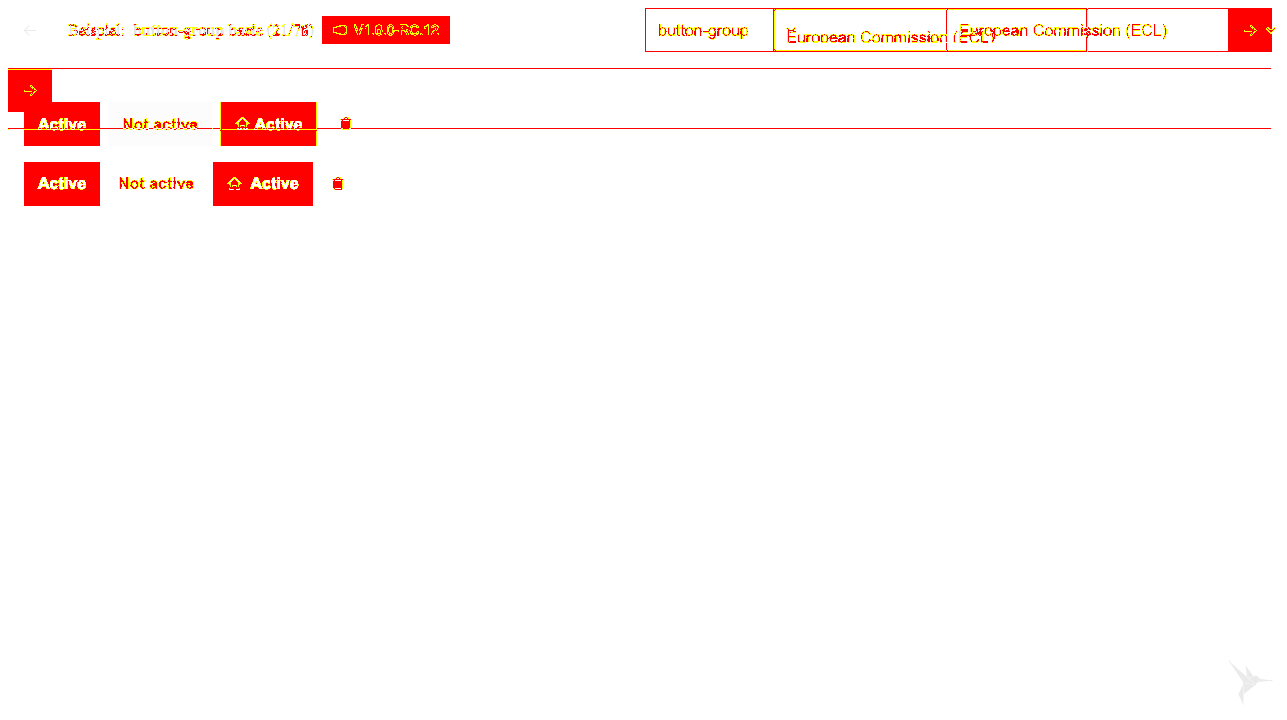 Beispiel: button-group basic (21/76) V1.0.0-RC.12 button-group European Commission (ECL) European Commission (ECL)
Active Not active Active
Active Not active Active